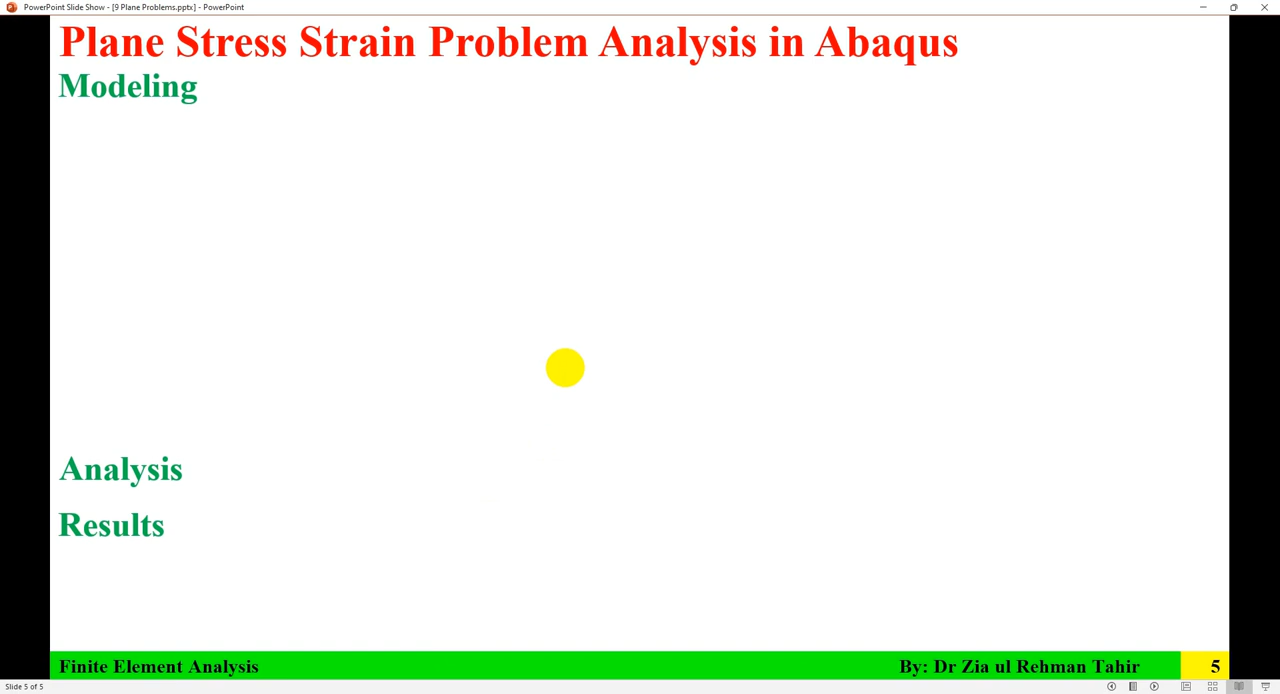 PowerPoint Slide Show - [9 Plane Problems.pptx] - PowerPoint
Plane Stress Strain Problem Analysis in Abaqus
Modeling
Analysis
Results
Finite Element Analysis
By: Dr Zia ul Rehman Tahir
5
Slide 5 of 5